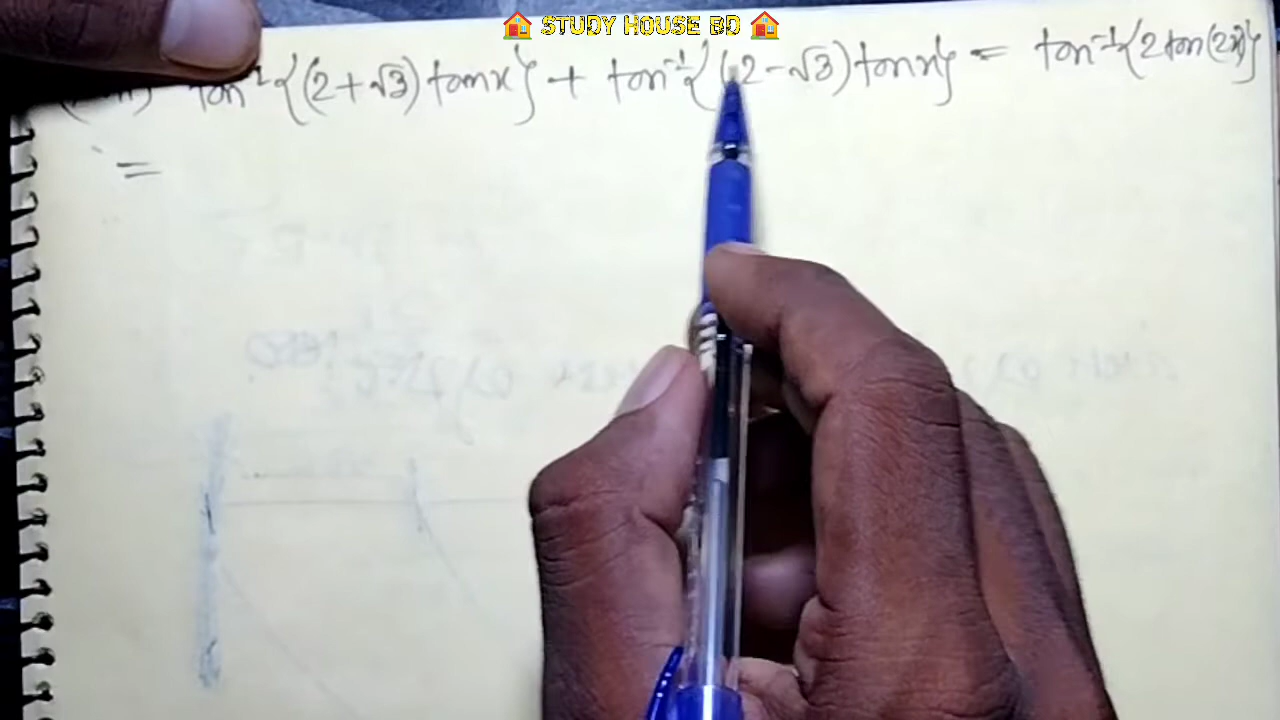 🏠 STUDY HOUSE BD 🏠
tan⁻¹{(2+√3)tanx} + tan⁻¹{(2-√3)tanx} = tan⁻¹{2tan(2x)}
=